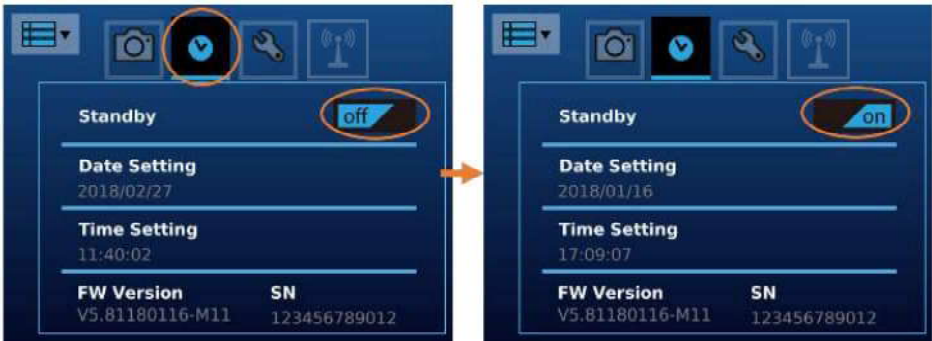 Standby off
Date Setting
2018/02/27
Time Setting
11:40:02
FW Version SN
V5.81180116-M11 123456789012
Standby on
Date Setting
2018/01/16
Time Setting
17:09:07
FW Version SN
V5.81180116-M11 123456789012